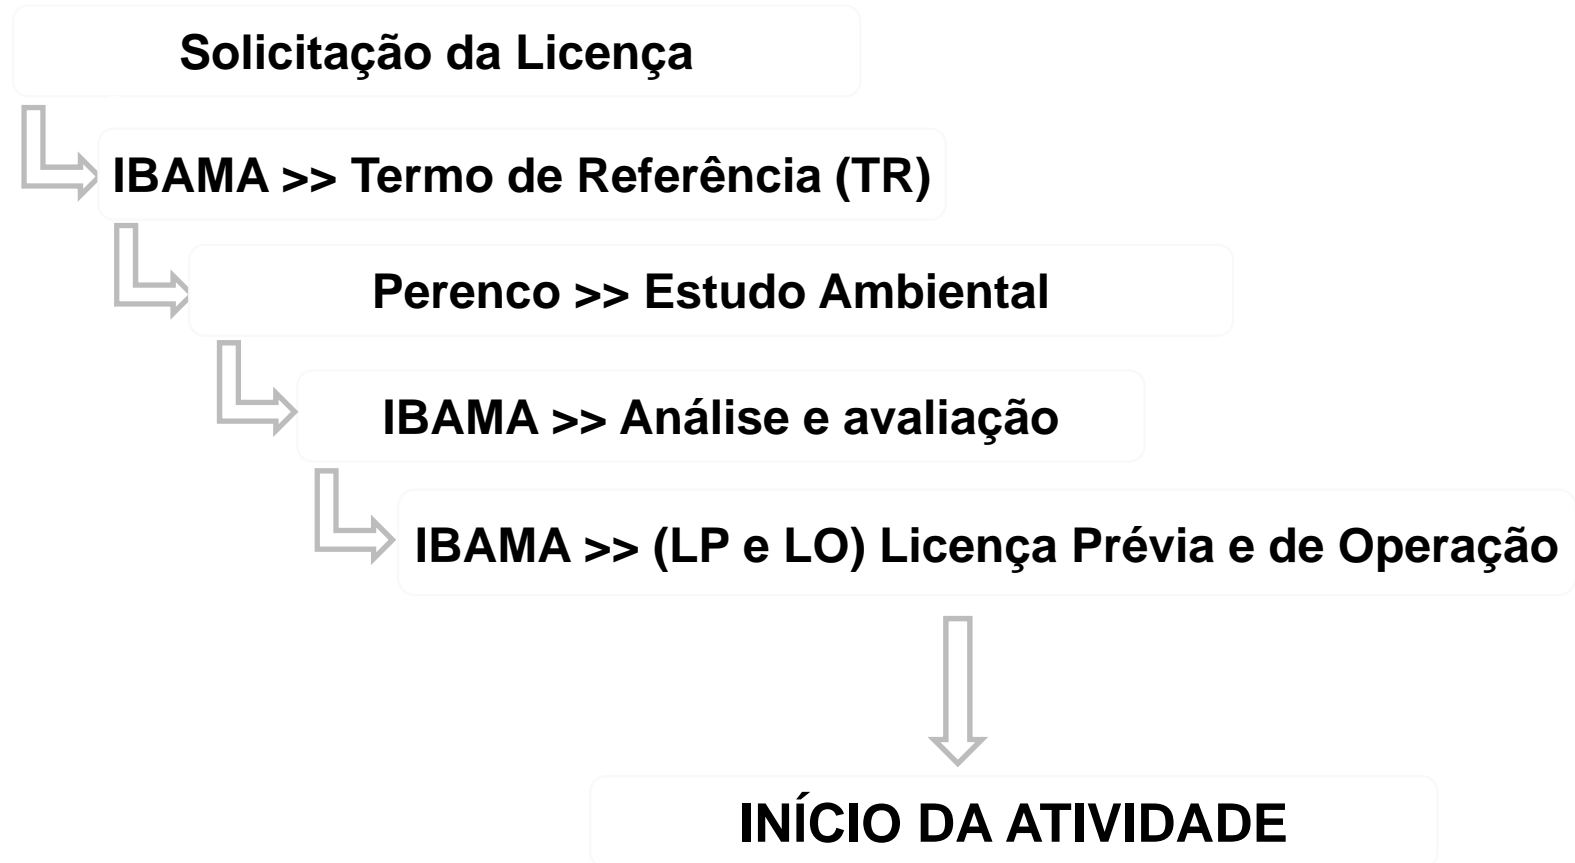 Solicitação da Licença
IBAMA >> Termo de Referência (TR)
Perenco >> Estudo Ambiental
IBAMA >> Análise e avaliação
IBAMA >> (LP e LO) Licença Prévia e de Operação
INÍCIO DA ATIVIDADE